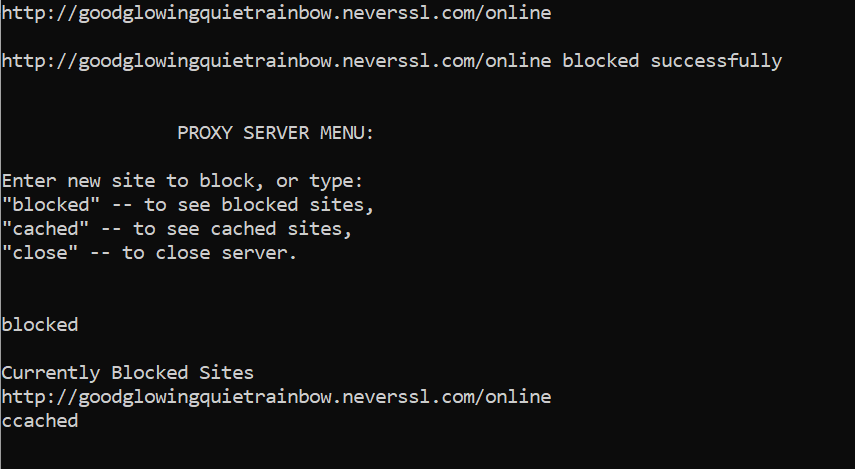 http://goodglowingquietrainbow.neverssl.com/online
http://goodglowingquietrainbow.neverssl.com/online blocked successfully
PROXY SERVER MENU:
Enter new site to block, or type:
"blocked" -- to see blocked sites,
"cached" -- to see cached sites,
"close" -- to close server.
blocked
Currently Blocked Sites
http://goodglowingquietrainbow.neverssl.com/online
ccached